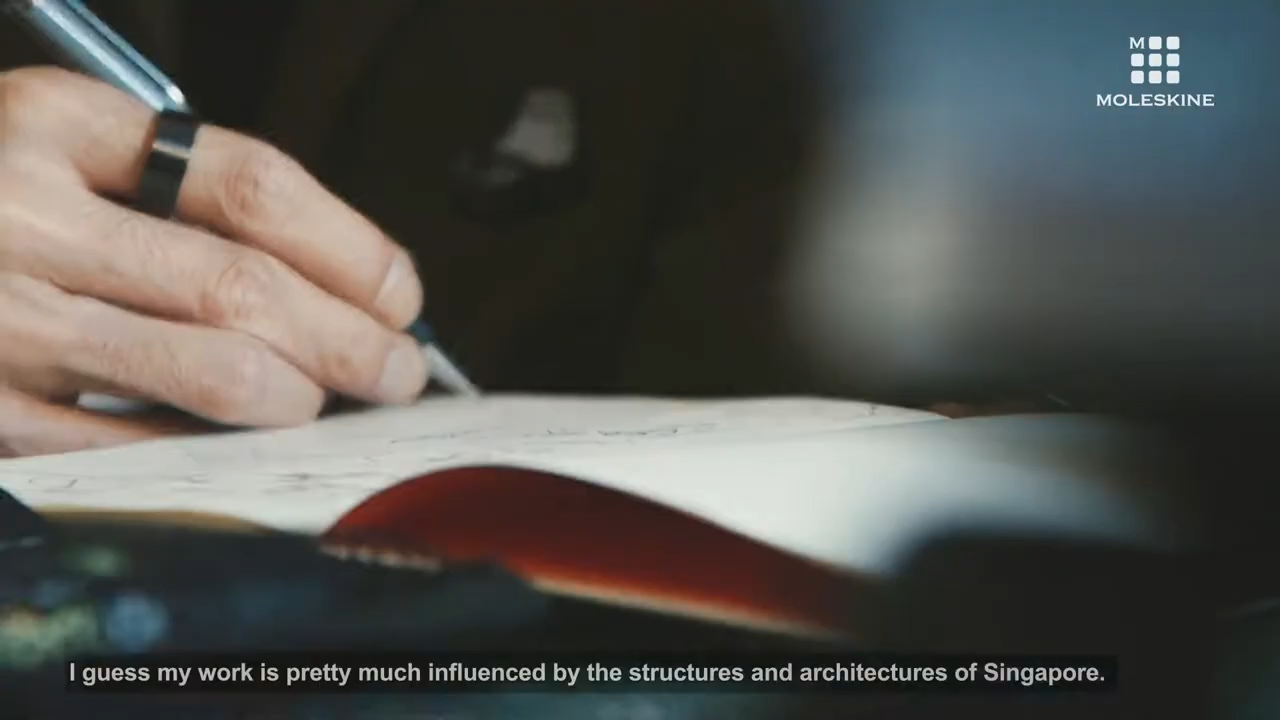 M
MOLESKINE
I guess my work is pretty much influenced by the structures and architectures of Singapore.